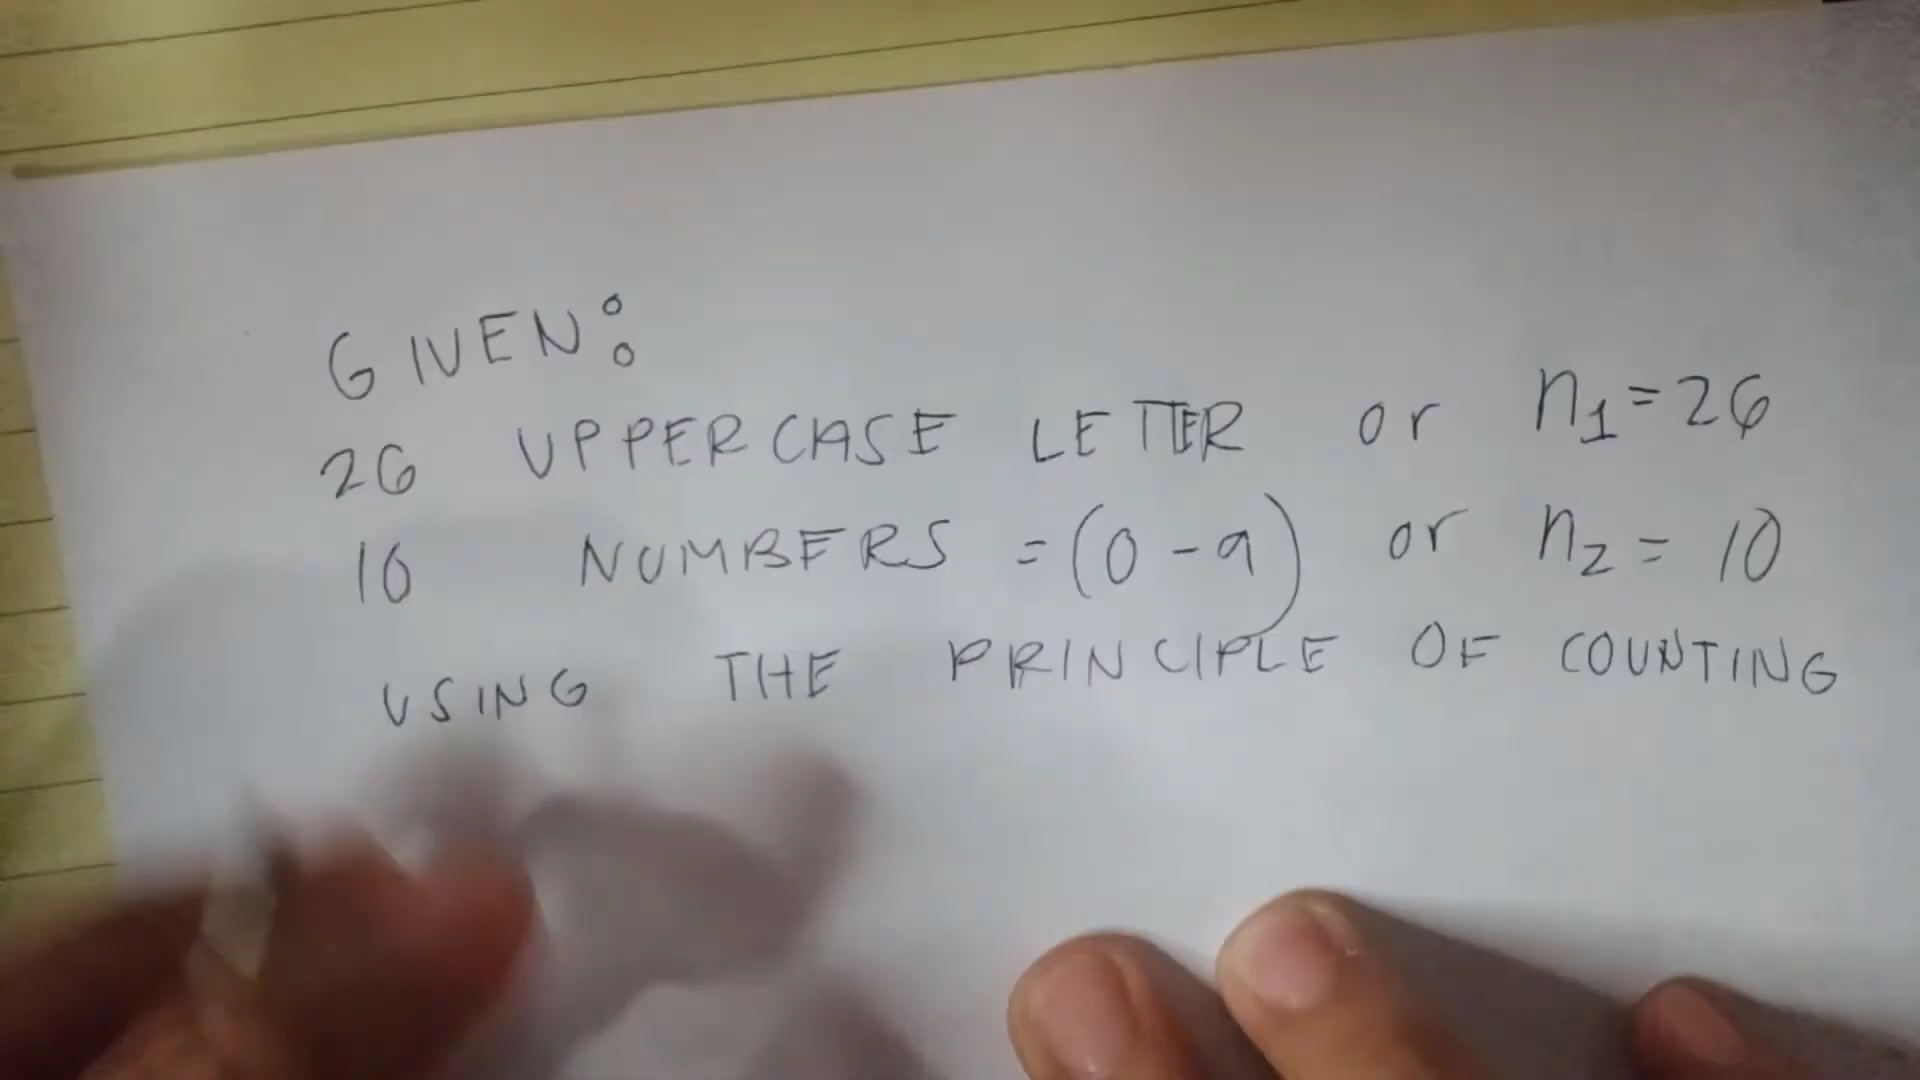 GIVEN:
26 UPPERCASE LETTER or n₁=26
10 NUMBERS =(0-9) or n₂= 10
USING THE PRINCIPLE OF COUNTING